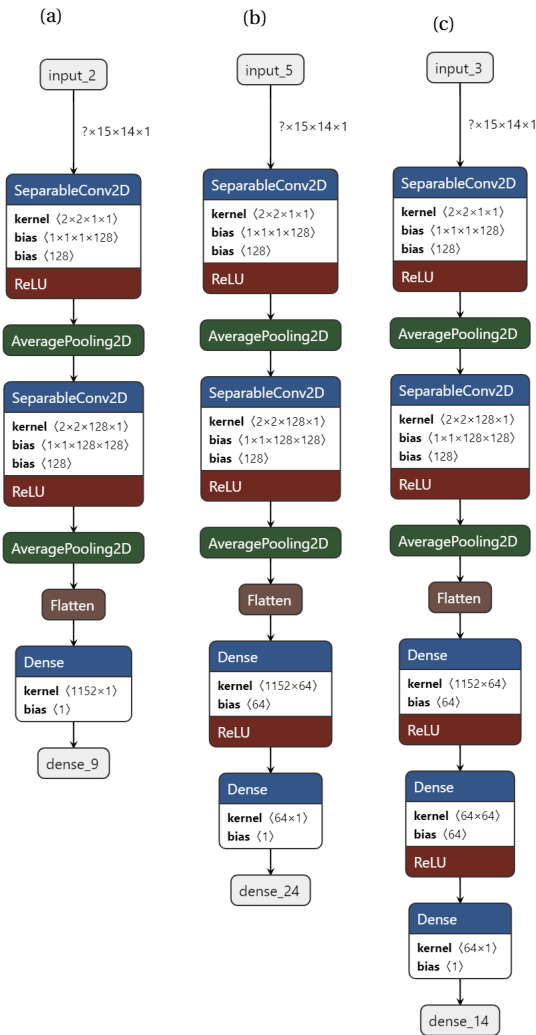 (a)
input_2
?×15×14×1
SeparableConv2D
kernel ⟨2×2×1×1⟩
bias ⟨1×1×1×128⟩
bias ⟨128⟩
ReLU
AveragePooling2D
SeparableConv2D
kernel ⟨2×2×128×1⟩
bias ⟨1×1×128×128⟩
bias ⟨128⟩
ReLU
AveragePooling2D
Flatten
Dense
kernel ⟨1152×1⟩
bias ⟨1⟩
dense_9
(b)
input_5
?×15×14×1
SeparableConv2D
kernel ⟨2×2×1×1⟩
bias ⟨1×1×1×128⟩
bias ⟨128⟩
ReLU
AveragePooling2D
SeparableConv2D
kernel ⟨2×2×128×1⟩
bias ⟨1×1×128×128⟩
bias ⟨128⟩
ReLU
AveragePooling2D
Flatten
Dense
kernel ⟨1152×64⟩
bias ⟨64⟩
ReLU
Dense
kernel ⟨64×1⟩
bias ⟨1⟩
dense_24
(c)
input_3
?×15×14×1
SeparableConv2D
kernel ⟨2×2×1×1⟩
bias ⟨1×1×1×128⟩
bias ⟨128⟩
ReLU
AveragePooling2D
SeparableConv2D
kernel ⟨2×2×128×1⟩
bias ⟨1×1×128×128⟩
bias ⟨128⟩
ReLU
AveragePooling2D
Flatten
Dense
kernel ⟨1152×64⟩
bias ⟨64⟩
ReLU
Dense
kernel ⟨64×64⟩
bias ⟨64⟩
ReLU
Dense
kernel ⟨64×1⟩
bias ⟨1⟩
dense_14